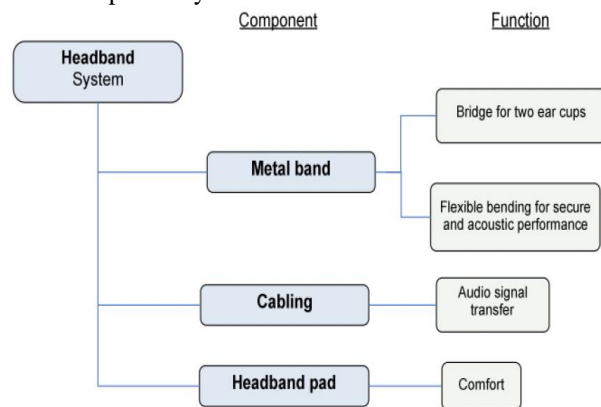 Component
Function
Headband
System
Bridge for two ear cups
Metal band
Flexible bending for secure
and acoustic performance
Cabling
Audio signal
transfer
Headband pad
Comfort